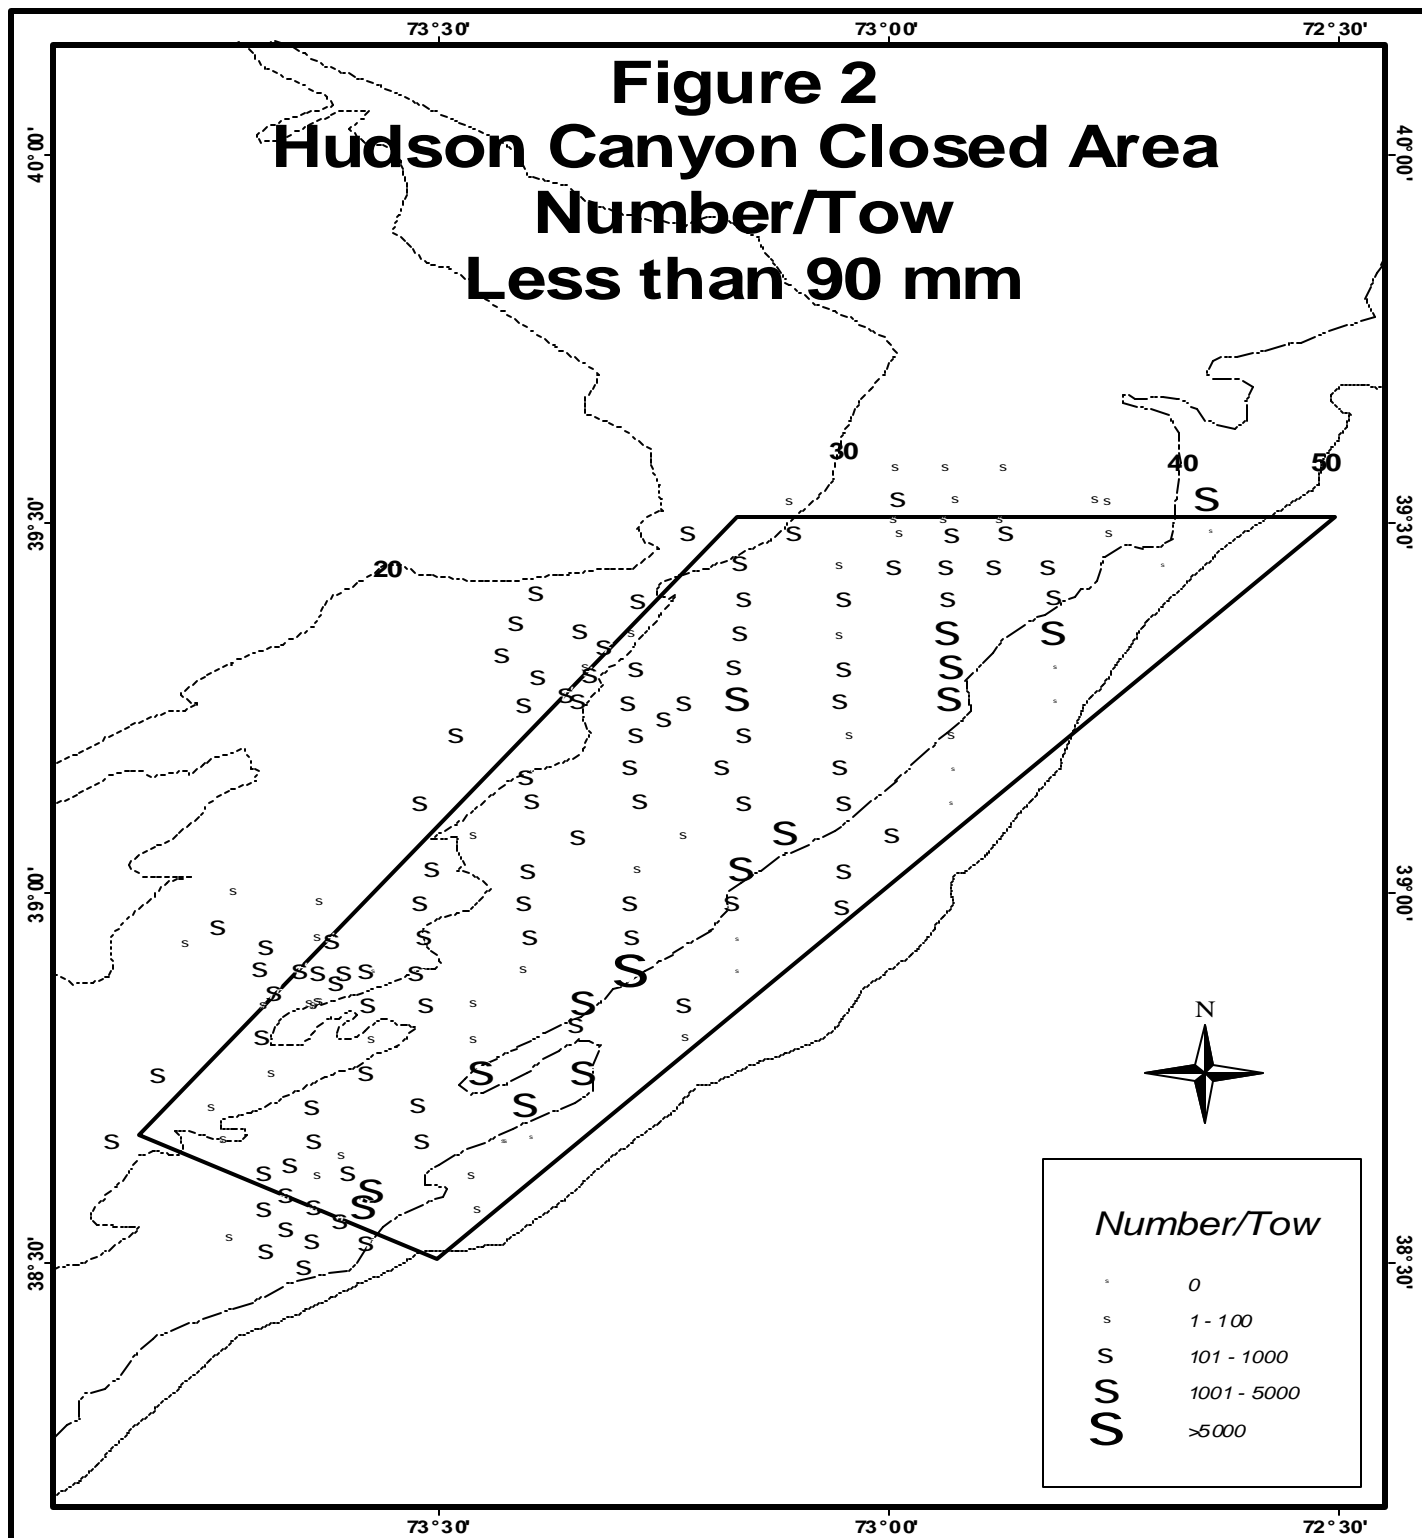 73°30' 73°00' 72°30'
Figure 2
Hudson Canyon Closed Area
Number/Tow
Less than 90 mm
40°00' 40°00'
30 40 50
39°30' 39°30'
20
39°00' 39°00'
N
38°30' 38°30'
Number/Tow
s 0
s 1 - 100
s 101 - 1000
S 1001 - 5000
S >5000
73°30' 73°00' 72°30'